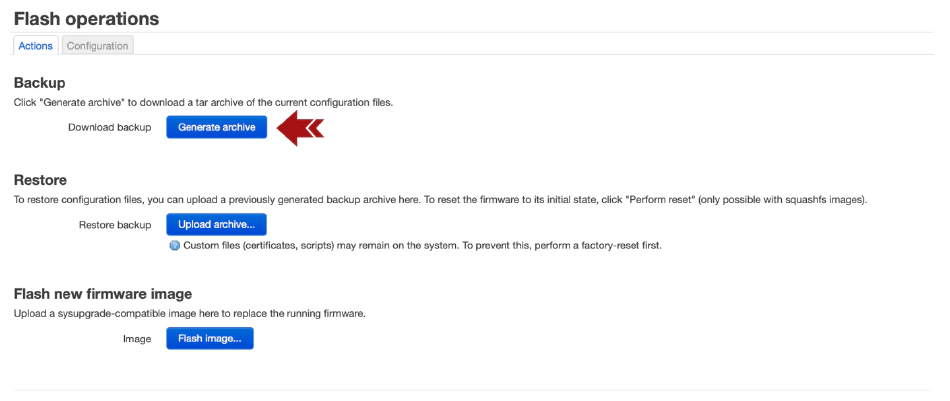 Flash operations
Actions Configuration
Backup
Click "Generate archive" to download a tar archive of the current configuration files.
Download backup Generate archive
Restore
To restore configuration files, you can upload a previously generated backup archive here. To reset the firmware to its initial state, click "Perform reset" (only possible with squashfs images).
Restore backup Upload archive...
Custom files (certificates, scripts) may remain on the system. To prevent this, perform a factory-reset first.
Flash new firmware image
Upload a sysupgrade-compatible image here to replace the running firmware.
Image Flash image...